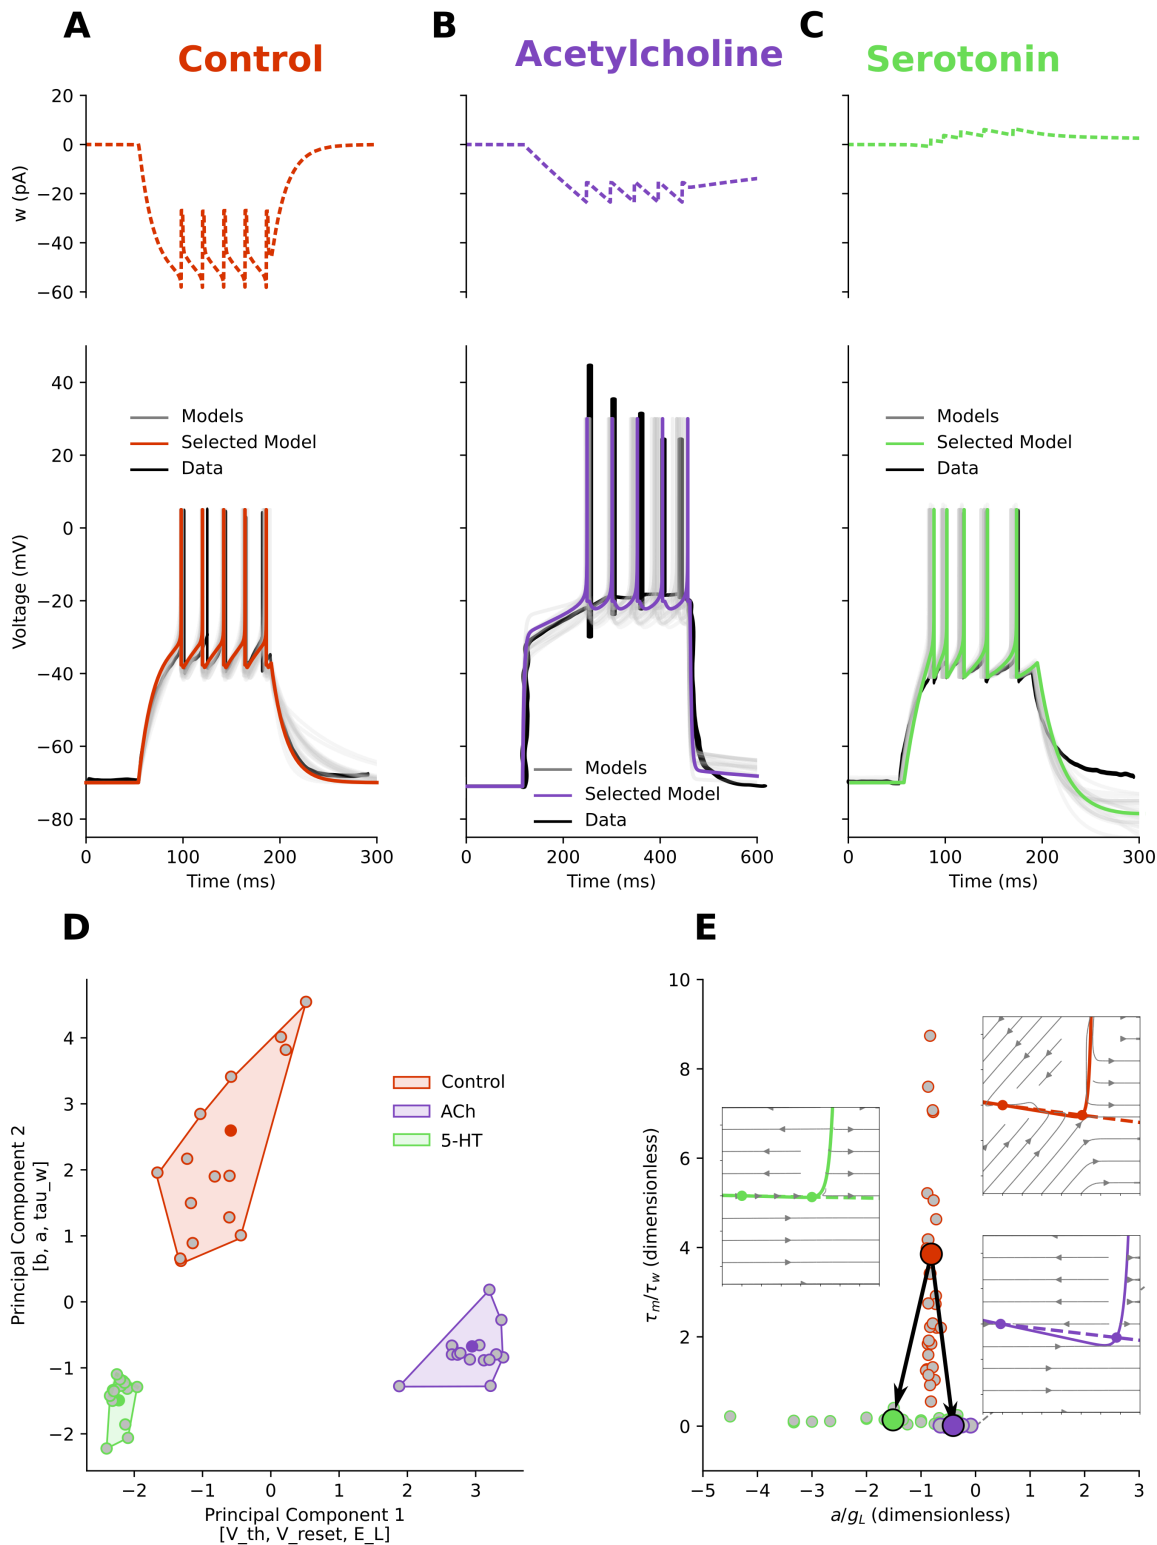 A
B
C
Control
Acetylcholine
Serotonin
20
0
−20
−40
−60
w (pA)
40
20
0
−20
−40
−60
−80
Voltage (mV)
Models
Selected Model
Data
Models
Selected Model
Data
Models
Selected Model
Data
0
100
200
300
0
200
400
600
0
100
200
300
Time (ms)
Time (ms)
Time (ms)
D
E
4
3
2
1
0
−1
−2
Principal Component 2
[b, a, tau_w]
Control
ACh
5-HT
−2
−1
0
1
2
3
Principal Component 1
[V_th, V_reset, E_L]
10
8
6
4
2
0
τm/τw (dimensionless)
−5
−4
−3
−2
−1
0
1
2
3
a/gL (dimensionless)